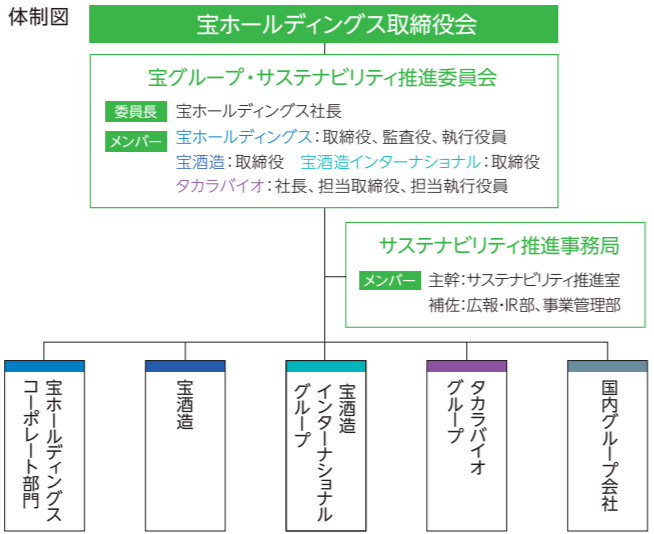 体制図
宝ホールディングス取締役会
宝グループ・サステナビリティ推進委員会
委員長 宝ホールディングス社長
メンバー 宝ホールディングス：取締役、監査役、執行役員
宝酒造：取締役 宝酒造インターナショナル：取締役
タカラバイオ：社長、担当取締役、担当執行役員
サステナビリティ推進事務局
メンバー 主幹：サステナビリティ推進室
補佐：広報・IR部、事業管理部
宝ホールディングス
コーポレート部門
宝酒造
宝酒造
インターナショナル
グループ
タカラバイオ
グループ
国内グループ会社